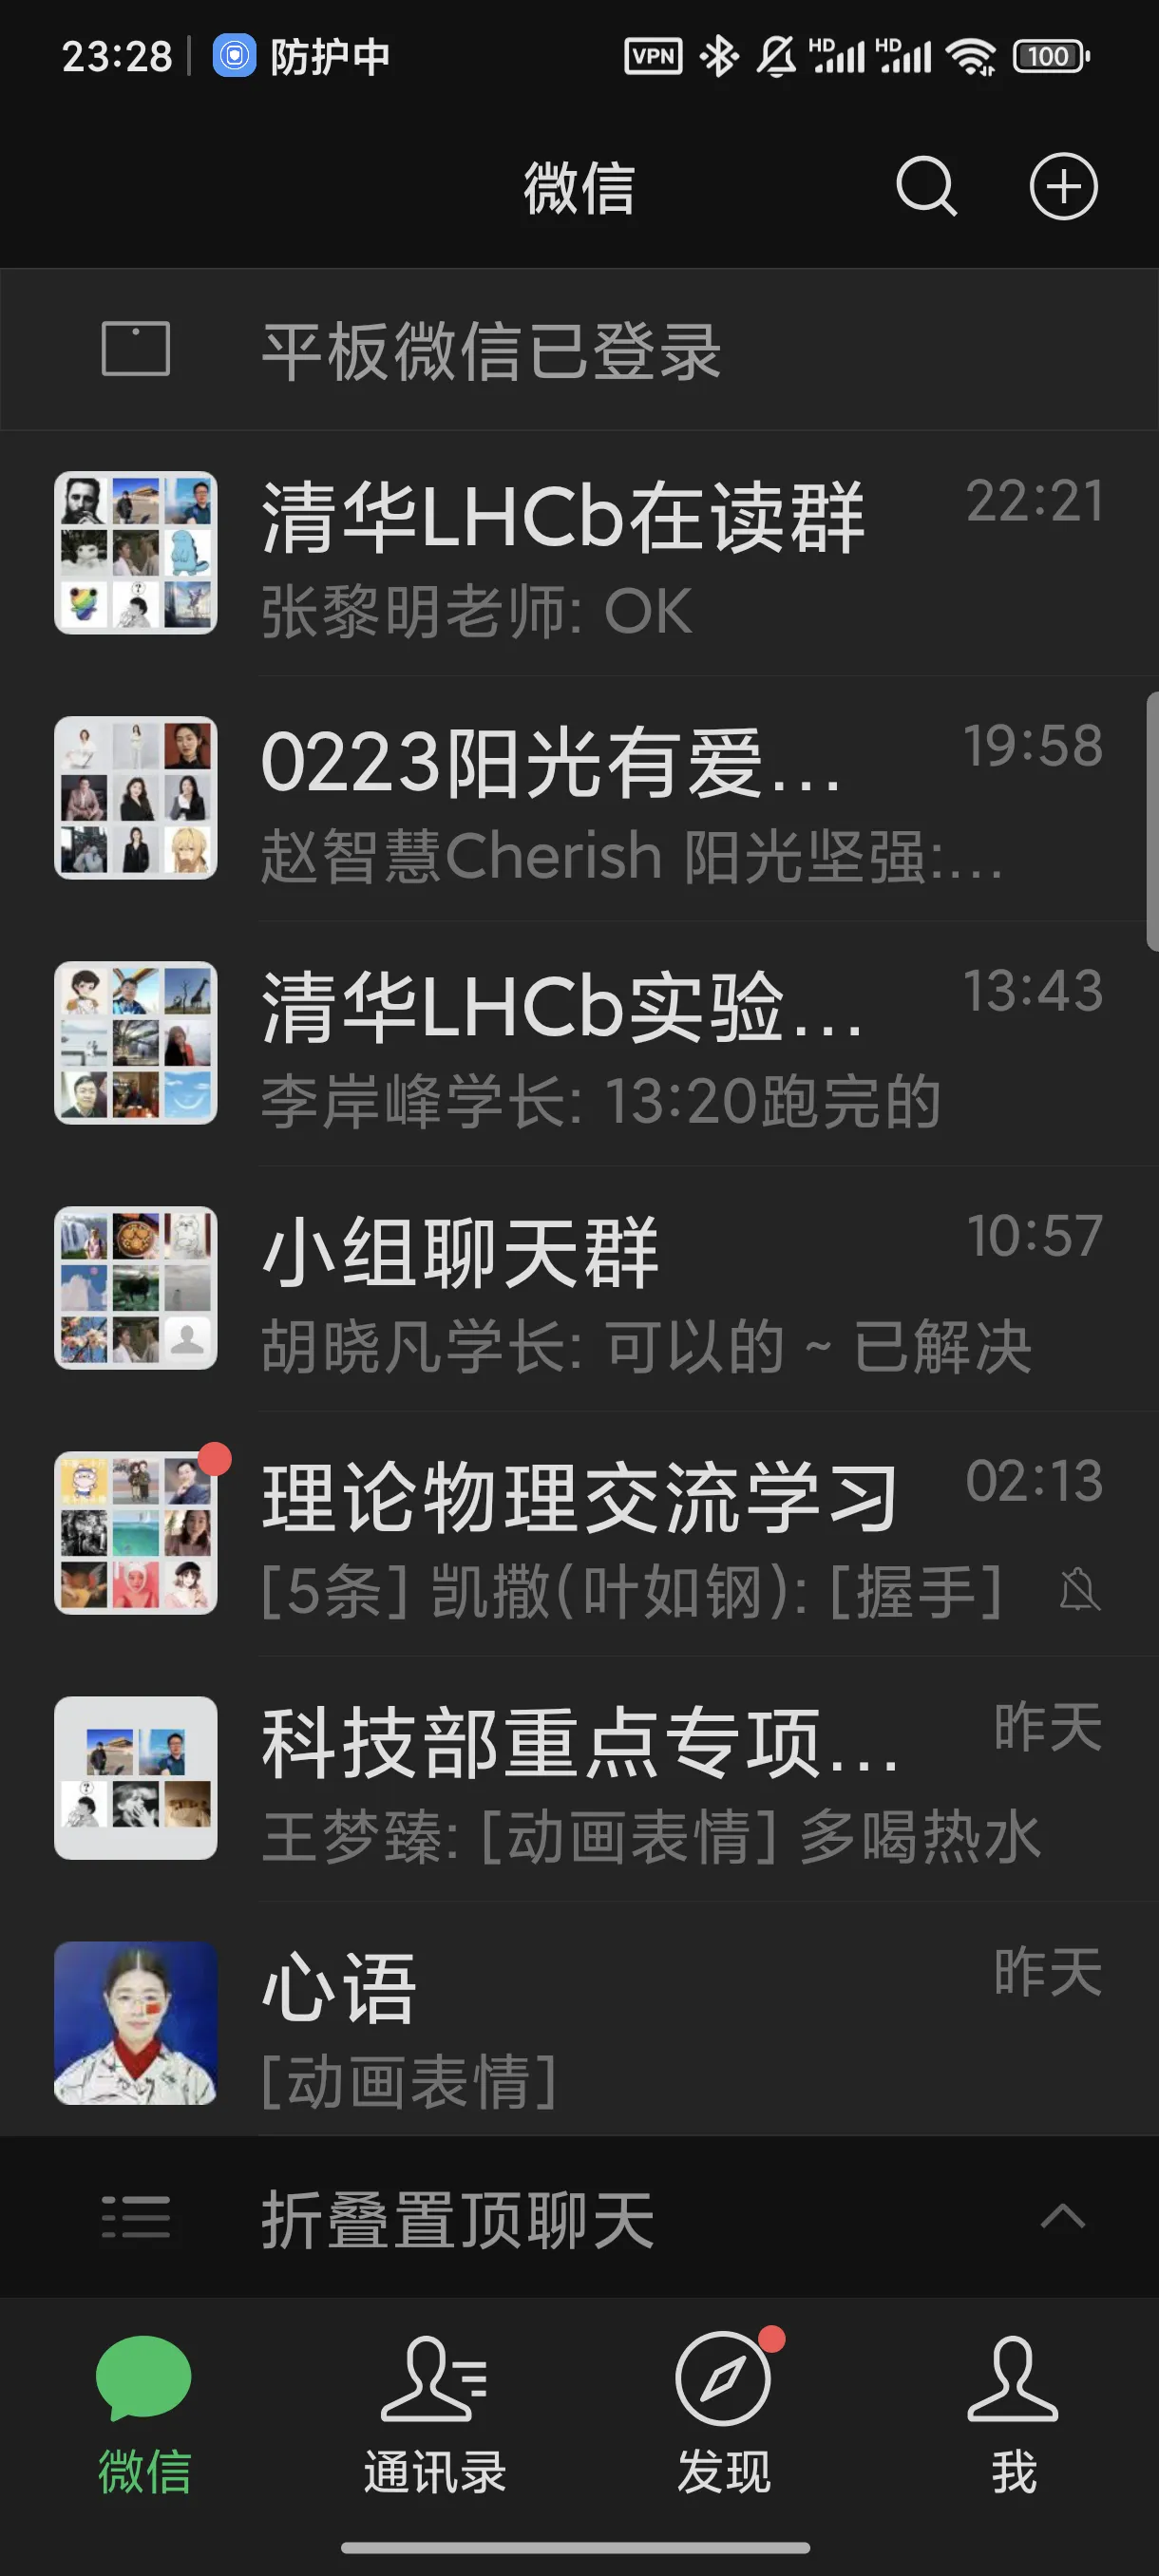 23:28 防护中 VPN HD HD 100
微信
平板微信已登录
清华LHCb在读群 22:21
张黎明老师: OK
0223阳光有爱... 19:58
赵智慧Cherish 阳光坚强:...
清华LHCb实验... 13:43
李岸峰学长: 13:20跑完的
小组聊天群 10:57
胡晓凡学长: 可以的 ~ 已解决
理论物理交流学习 02:13
[5条] 凯撒(叶如钢): [握手]
科技部重点专项... 昨天
王梦臻: [动画表情] 多喝热水
心语 昨天
[动画表情]
折叠置顶聊天
微信 通讯录 发现 我